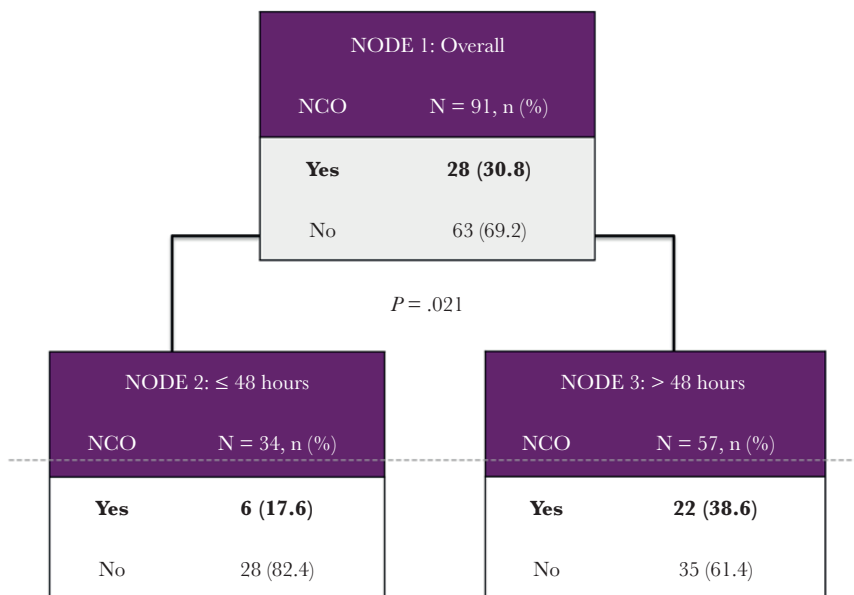 NODE 1: Overall
NCO N = 91, n (%)
Yes 28 (30.8)
No 63 (69.2)
P = .021
NODE 2: ≤ 48 hours
NCO N = 34, n (%)
Yes 6 (17.6)
No 28 (82.4)
NODE 3: > 48 hours
NCO N = 57, n (%)
Yes 22 (38.6)
No 35 (61.4)